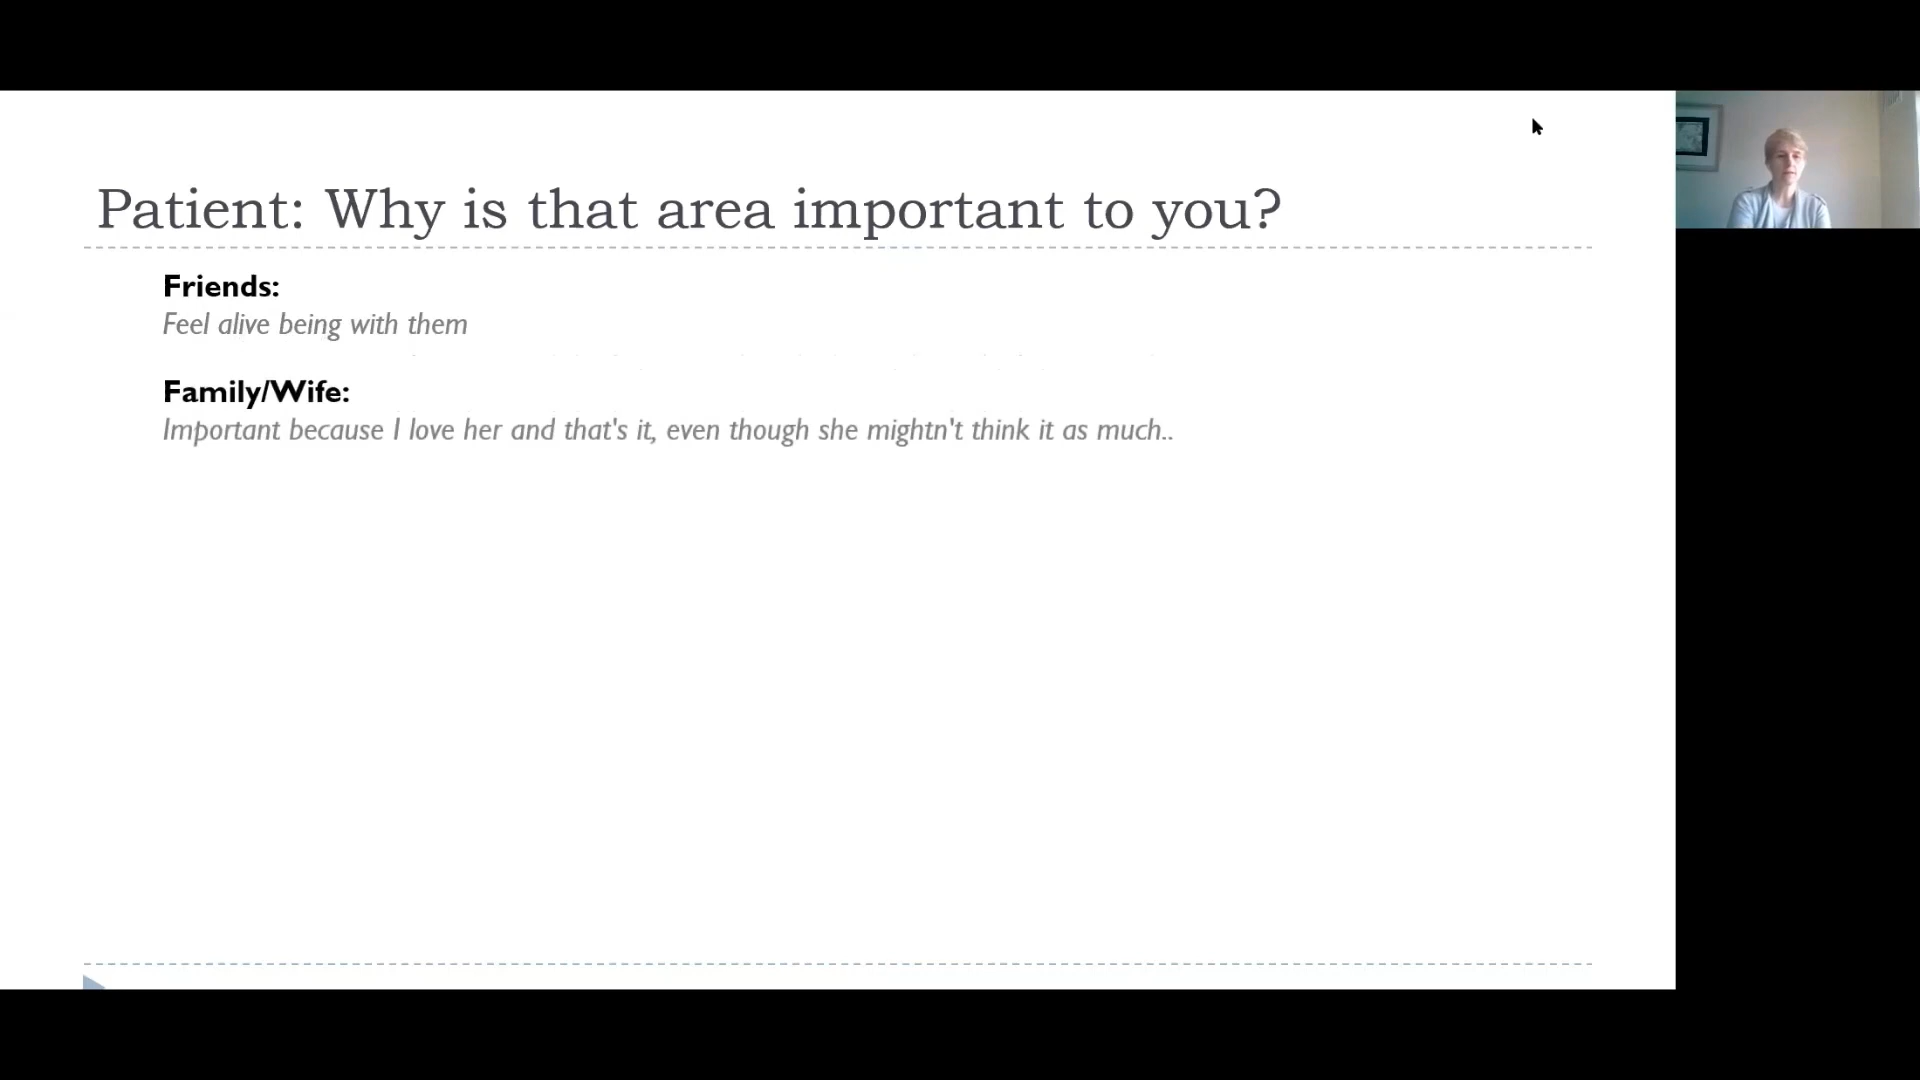 Patient: Why is that area important to you?
Friends:
Feel alive being with them
Family/Wife:
Important because I love her and that's it, even though she mightn't think it as much..